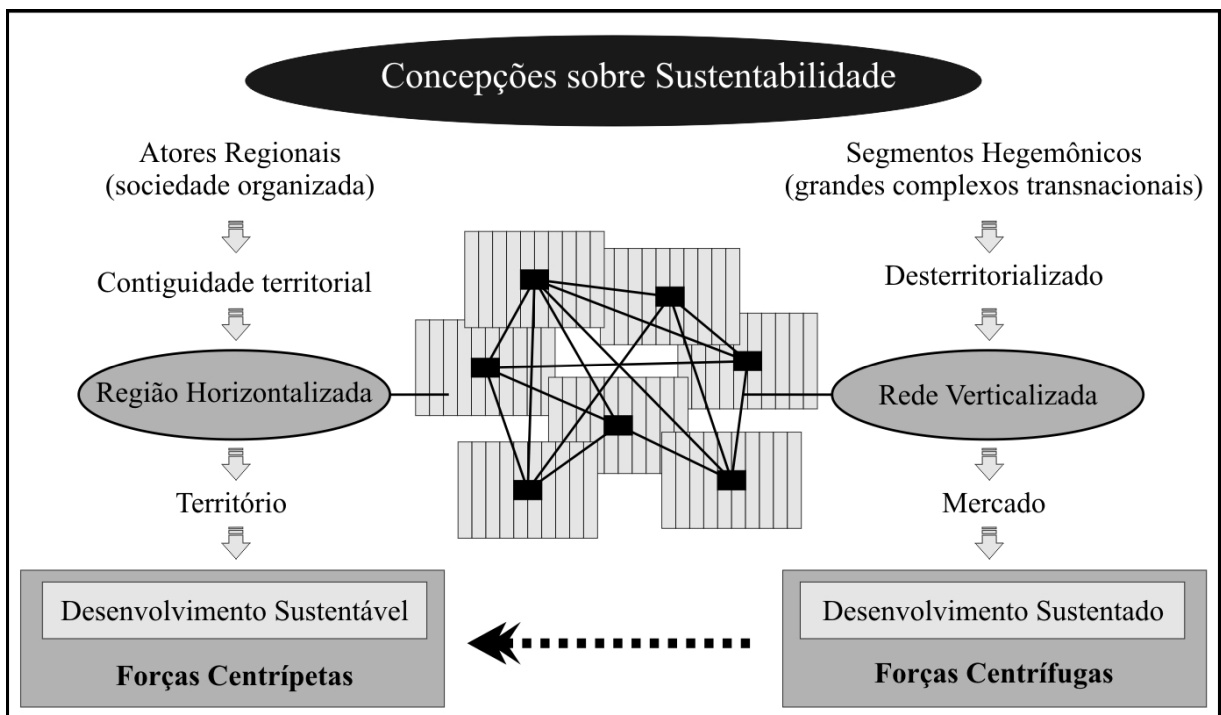 Concepções sobre Sustentabilidade
Atores Regionais
(sociedade organizada)
Contiguidade territorial
Região Horizontalizada
Território
Desenvolvimento Sustentável
Forças Centrípetas
Segmentos Hegemônicos
(grandes complexos transnacionais)
Desterritorializado
Rede Verticalizada
Mercado
Desenvolvimento Sustentado
Forças Centrífugas